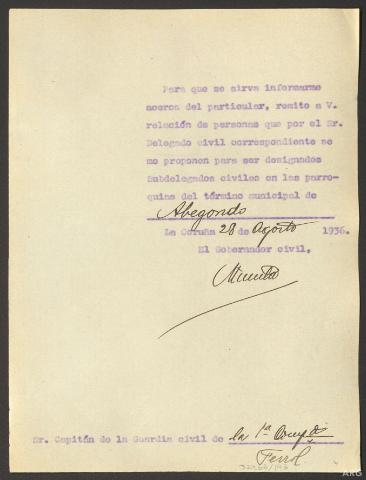 Para que se sirva informarme
acerca del particular, remito a V.
relación de personas que por el Sr.
Delegado civil correspondiente se
me proponen para ser designados
Subdelegados civiles en las parro-
quias del término municipal de
Abegondo
La Coruña 28 de Agosto 1936.
El Gobernador civil,
Sr. Capitán de la Guardia civil de la 1ª Compª
Ferrol
ARG